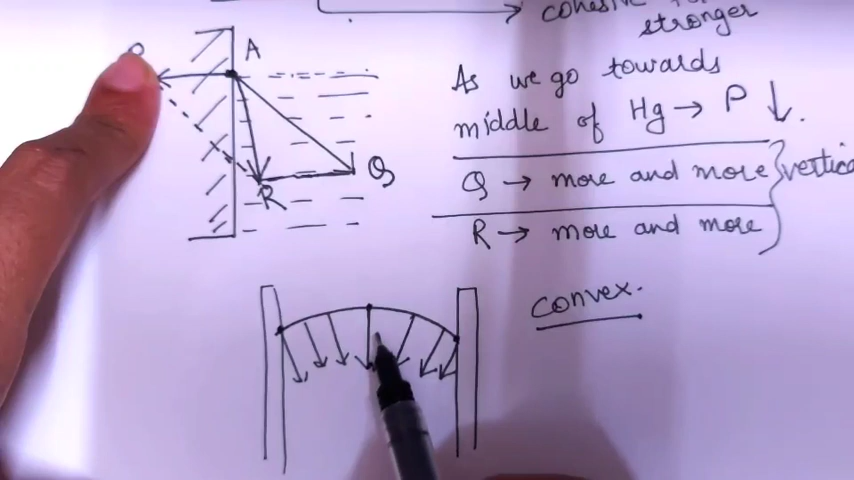 stronger
A
As we go towards
middle of Hg → P ↓.
Q → more and more
R → more and more
Q
R
convex.